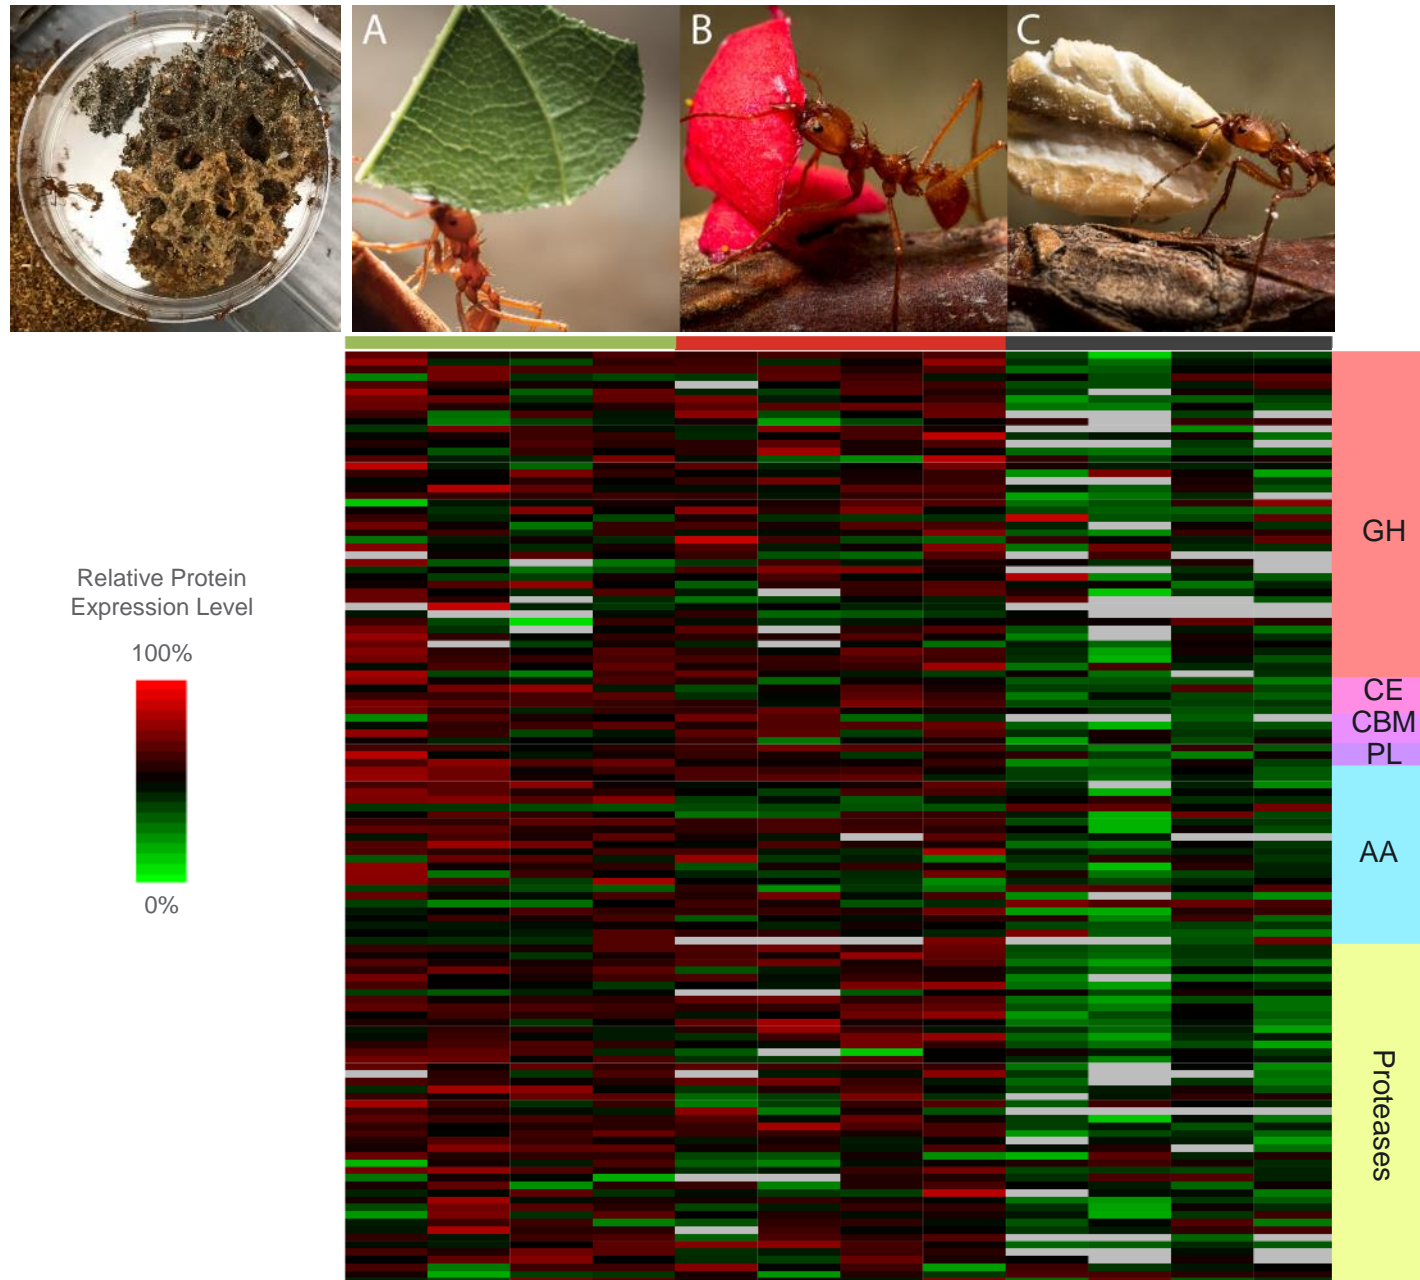 A
B
C
Relative Protein
Expression Level
100%
0%
GH
CE
CBM
PL
AA
Proteases